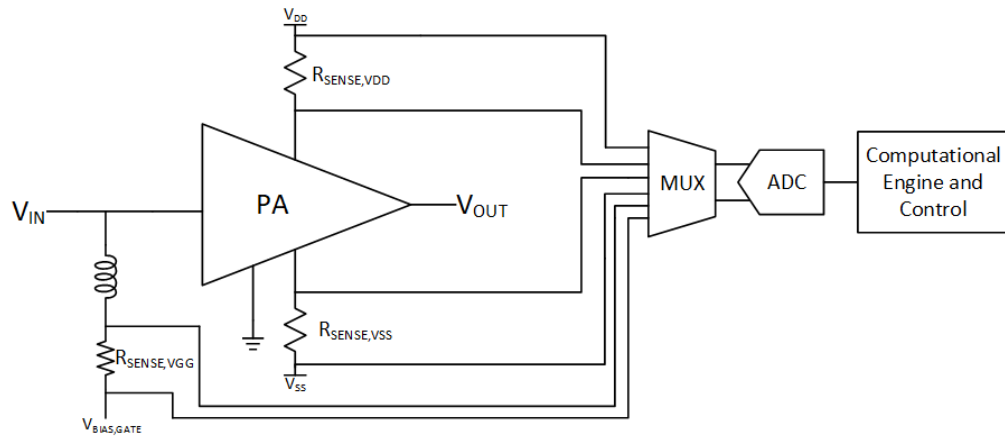 VDD
RSENSE,VDD
VIN
PA
VOUT
MUX
ADC
Computational
Engine and
Control
RSENSE,VSS
VSS
RSENSE,VGG
VBIAS,GATE